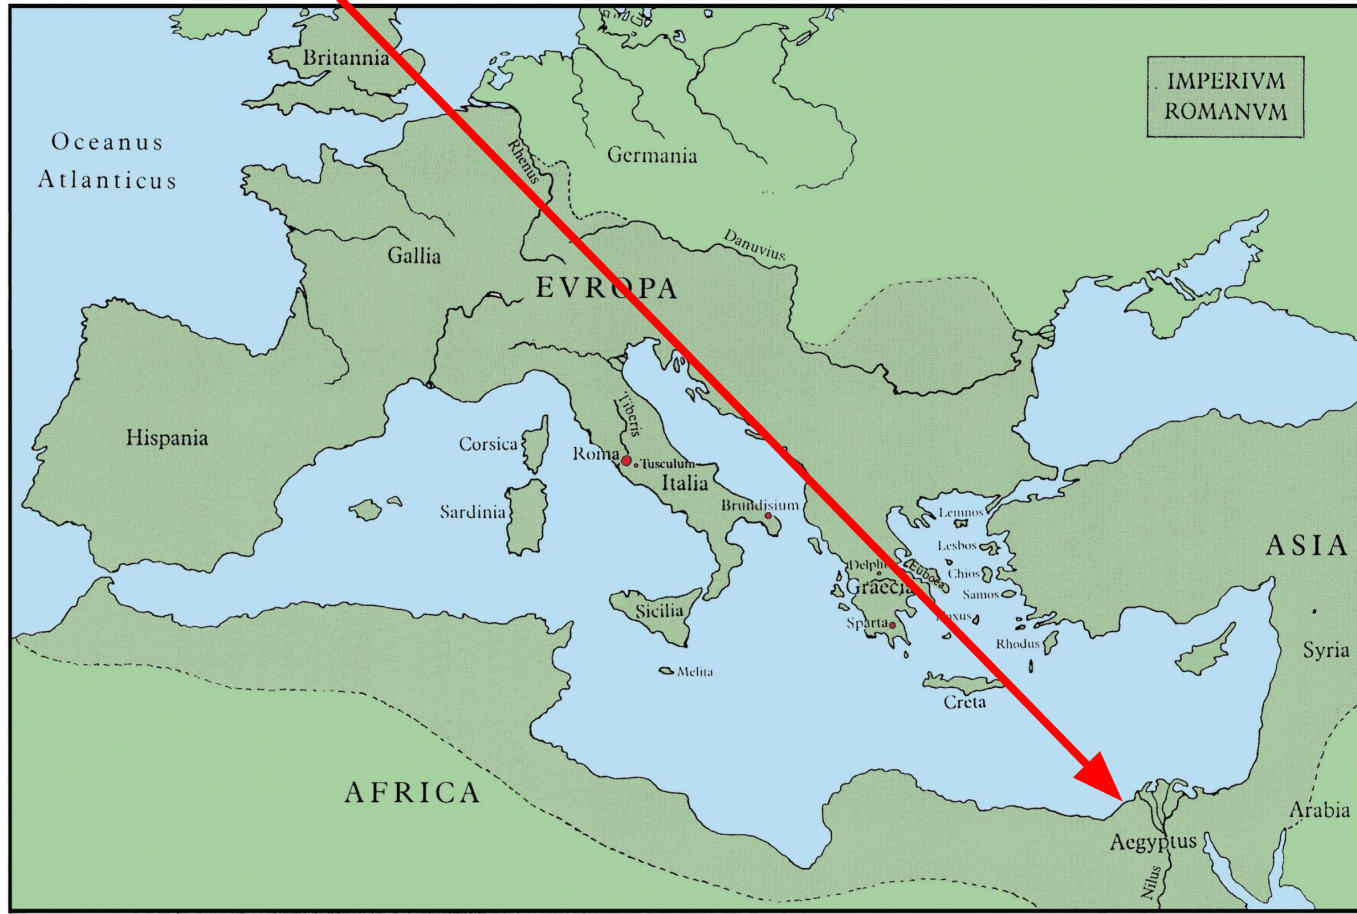 Britannia
IMPERIVM
ROMANVM
Oceanus
Atlanticus
Rhenus
Germania
Gallia
Danuvius
EVROPA
Hispania
Corsica
Tiberis
Roma
Tusculum
Italia
Sardinia
Brundisium
Lemnos
Lesbos
ASIA
Delphi
Euboea
Chios
Graecia
Samos
Sicilia
Sparta
Naxus
Rhodus
Syria
Melita
Creta
AFRICA
Arabia
Aegyptus
Nilus